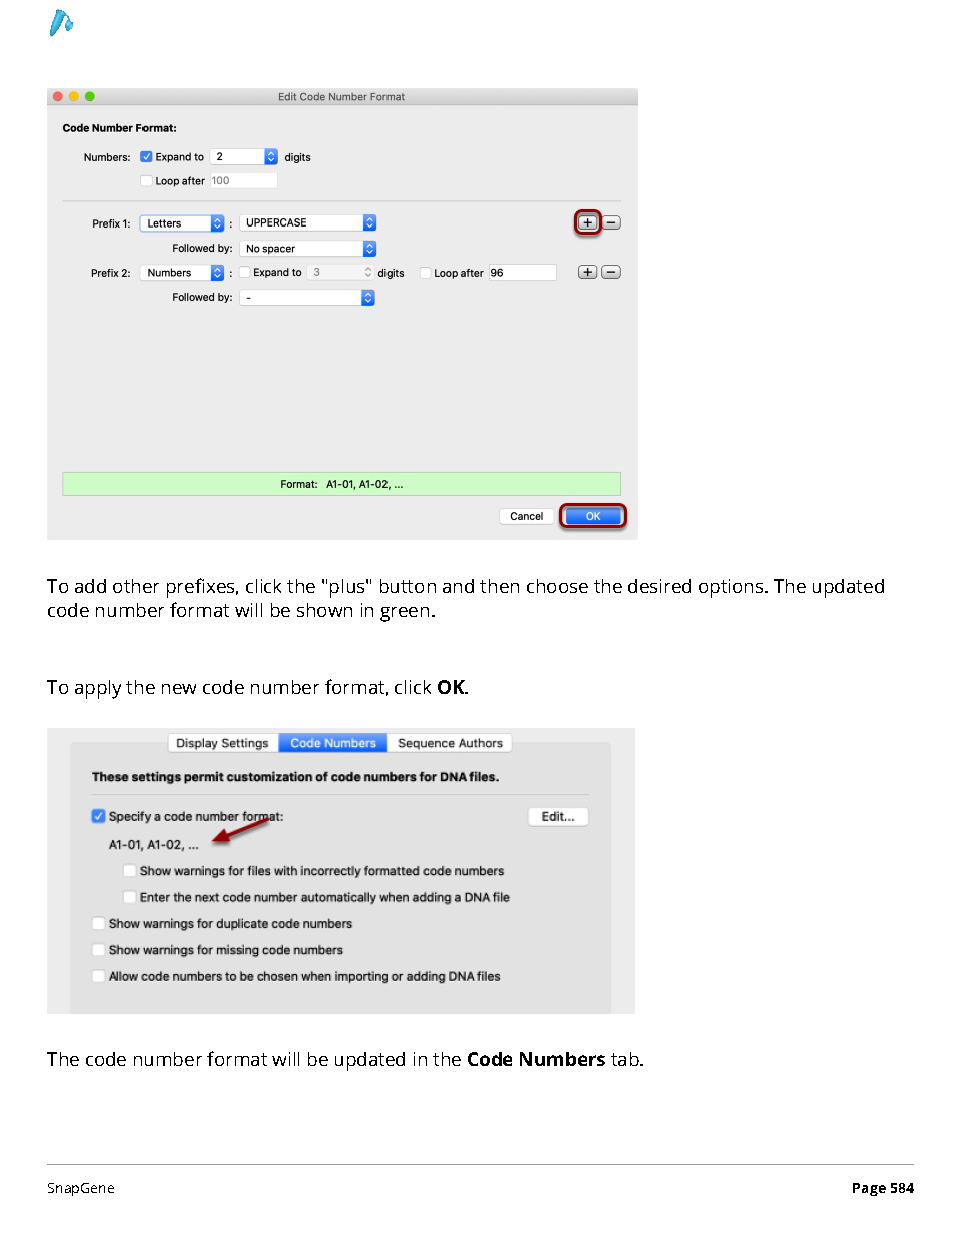 Edit Code Number Format
Code Number Format:
Numbers: Expand to 2 digits
Loop after 100
Prefix 1: Letters : UPPERCASE + −
Followed by: No spacer
Prefix 2: Numbers : Expand to 3 digits Loop after 96 + −
Followed by: -
Format: A1-01, A1-02, ...
Cancel OK
To add other prefixes, click the "plus" button and then choose the desired options. The updated
code number format will be shown in green.
To apply the new code number format, click OK.
Display Settings Code Numbers Sequence Authors
These settings permit customization of code numbers for DNA files.
Specify a code number format: Edit...
A1-01, A1-02, ...
Show warnings for files with incorrectly formatted code numbers
Enter the next code number automatically when adding a DNA file
Show warnings for duplicate code numbers
Show warnings for missing code numbers
Allow code numbers to be chosen when importing or adding DNA files
The code number format will be updated in the Code Numbers tab.
SnapGene Page 584